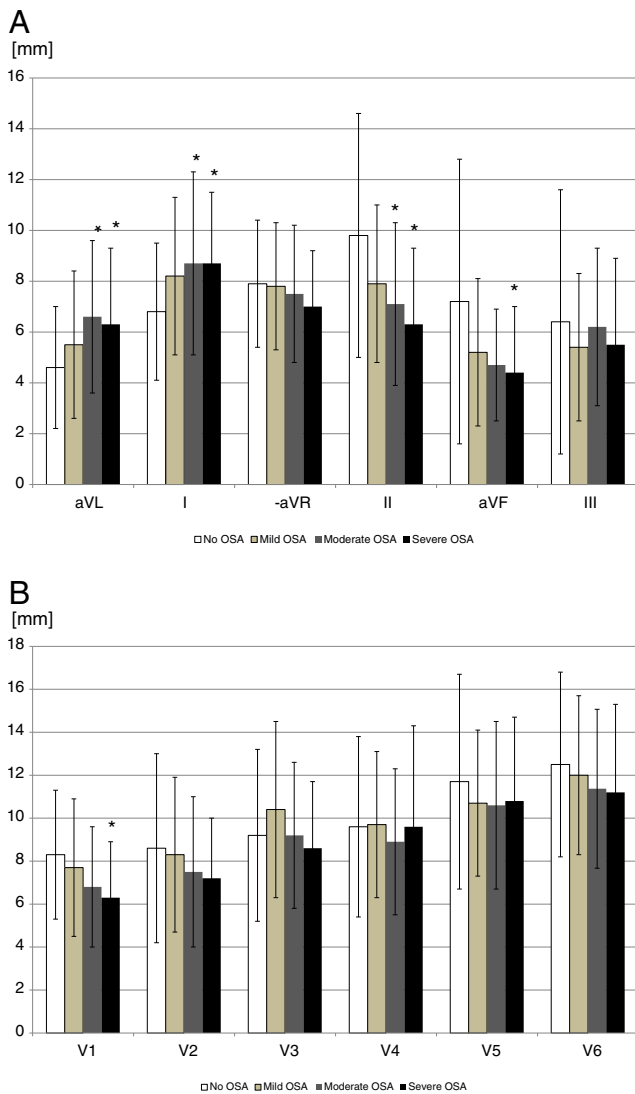 A
[mm]
16
14
12
10
8
6
4
2
0
* * * * * * *
aVL I -aVR II aVF III
No OSA Mild OSA Moderate OSA Severe OSA
B
[mm]
18
16
14
12
10
8
6
4
2
0
*
V1 V2 V3 V4 V5 V6
No OSA Mild OSA Moderate OSA Severe OSA